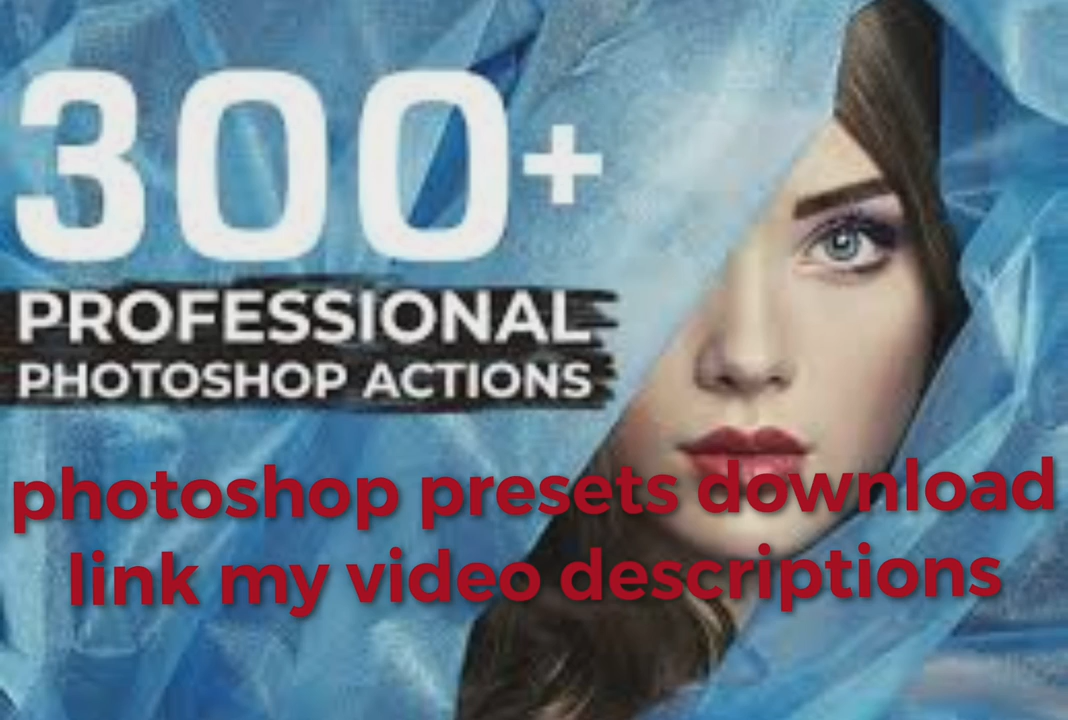 300+
PROFESSIONAL
PHOTOSHOP ACTIONS
photoshop presets download
link my video descriptions